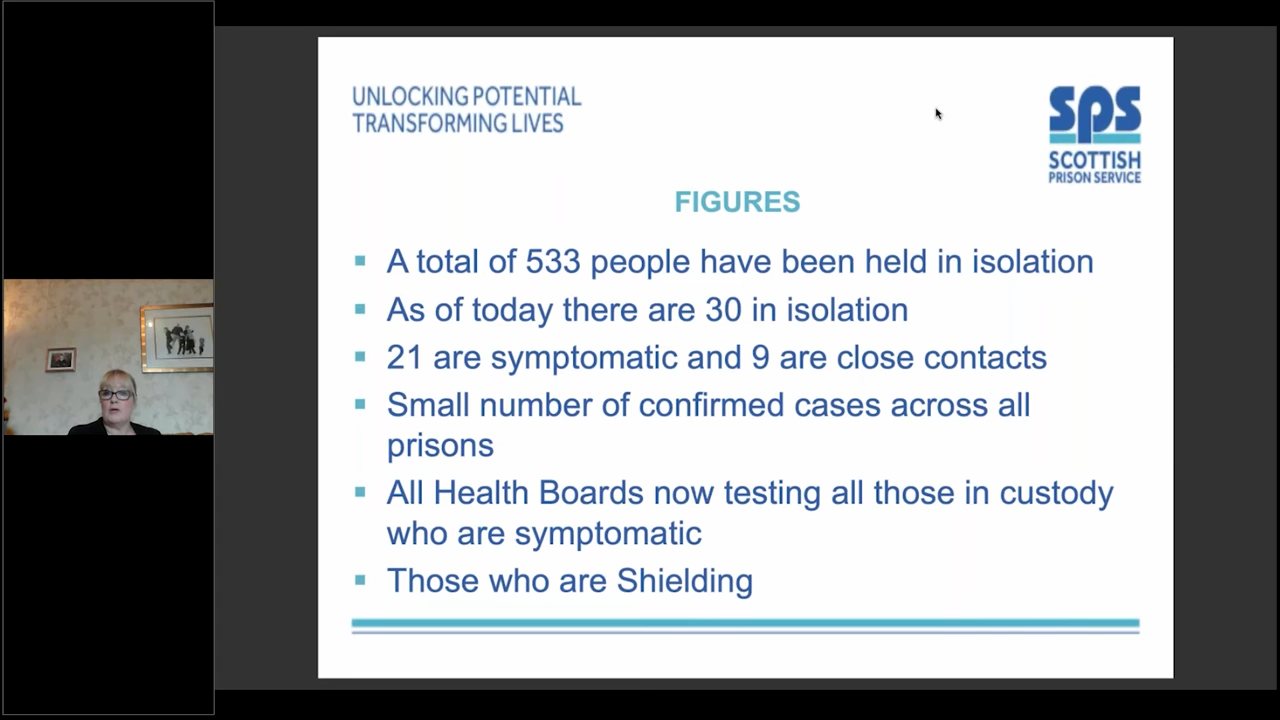 UNLOCKING POTENTIAL
TRANSFORMING LIVES
sps
SCOTTISH
PRISON SERVICE
FIGURES
▪ A total of 533 people have been held in isolation
▪ As of today there are 30 in isolation
▪ 21 are symptomatic and 9 are close contacts
▪ Small number of confirmed cases across all
prisons
▪ All Health Boards now testing all those in custody
who are symptomatic
▪ Those who are Shielding